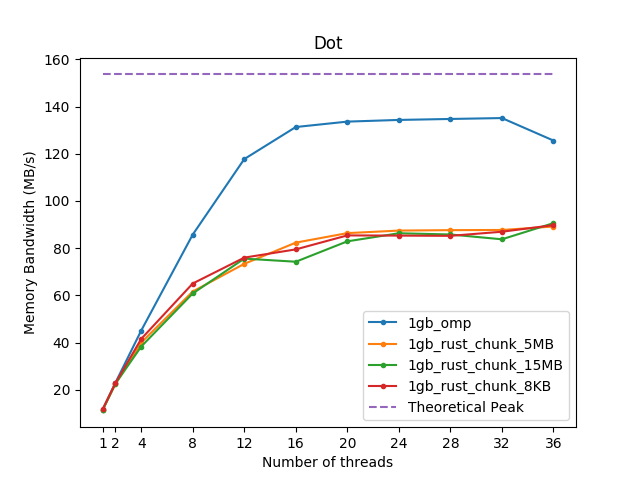 Dot
Memory Bandwidth (MB/s)
160
140
120
100
80
60
40
20
1gb_omp
1gb_rust_chunk_5MB
1gb_rust_chunk_15MB
1gb_rust_chunk_8KB
Theoretical Peak
1 2 4 8 12 16 20 24 28 32 36
Number of threads